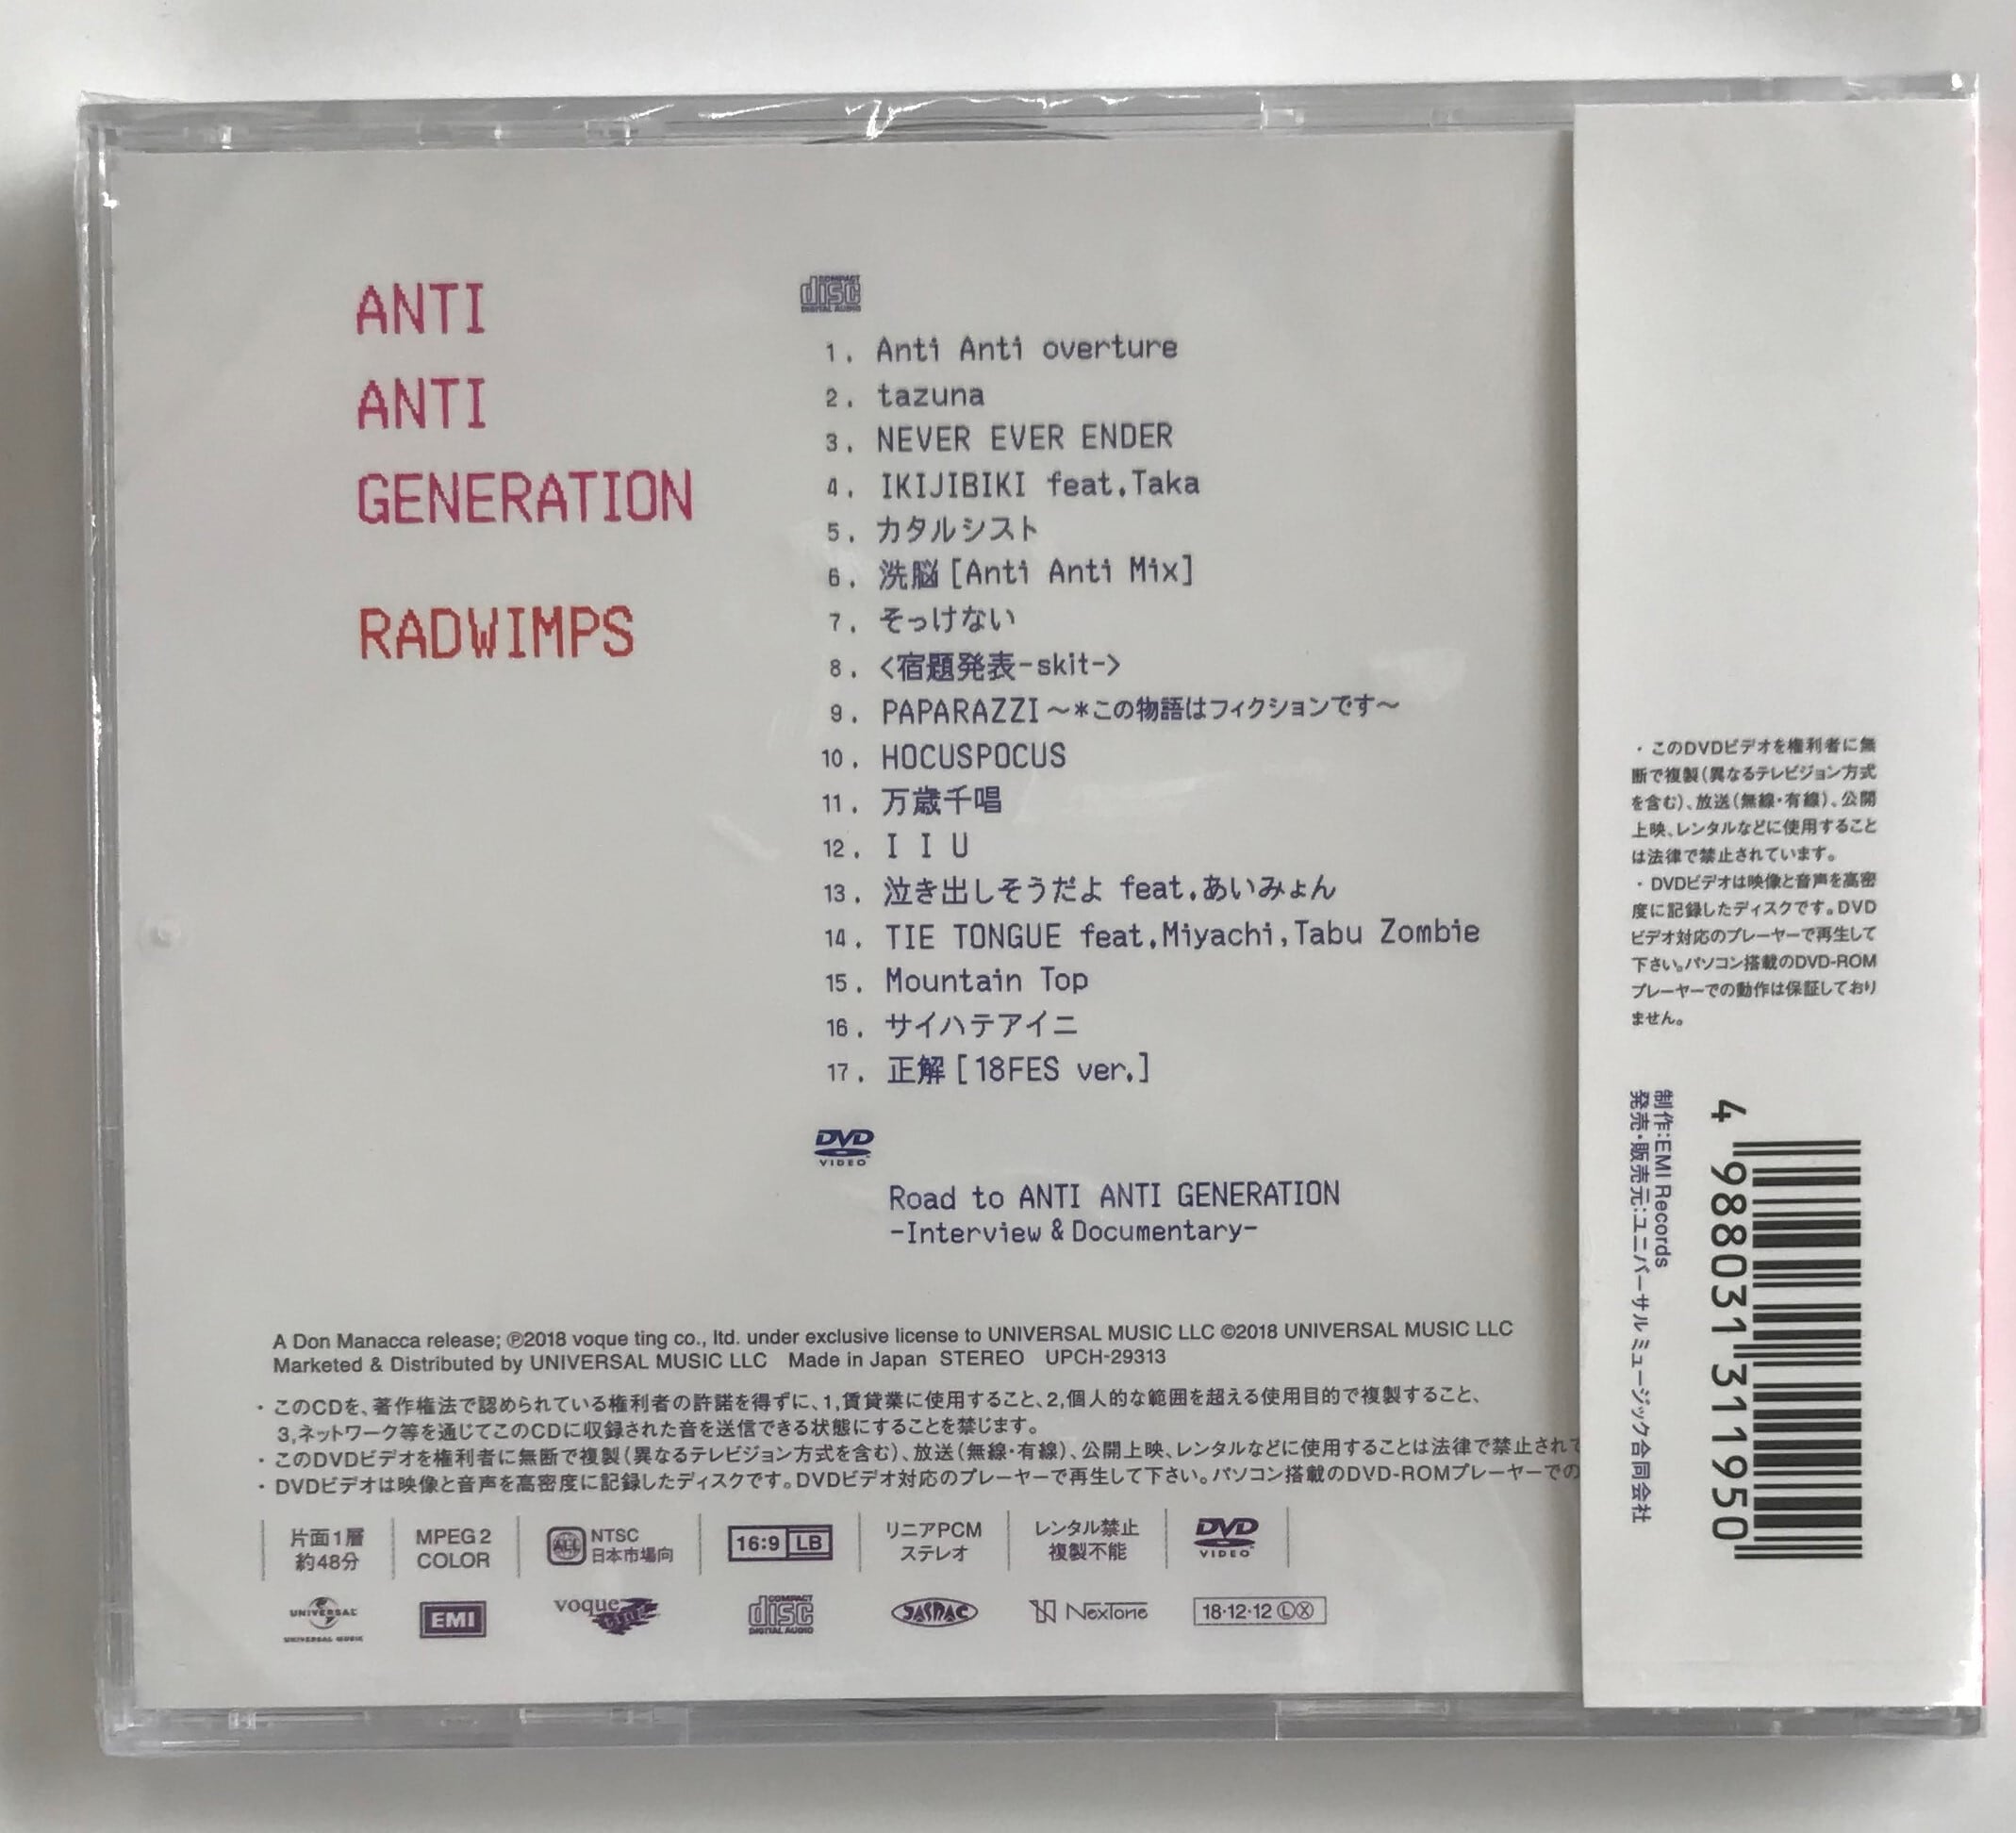 ANTI
ANTI
GENERATION
RADWIMPS
COMPACT
disc
DIGITAL AUDIO
1. Anti Anti overture
2. tazuna
3. NEVER EVER ENDER
4. IKIJIBIKI feat.Taka
5. カタルシスト
6. 洗脳[Anti Anti Mix]
7. そっけない
8. <宿題発表-skit->
9. PAPARAZZI～*この物語はフィクションです～
10. HOCUSPOCUS
11. 万歳千唱
12. I I U
13. 泣き出しそうだよ feat.あいみょん
14. TIE TONGUE feat.Miyachi,Tabu Zombie
15. Mountain Top
16. サイハテアイニ
17. 正解[18FES ver.]
DVD
VIDEO
Road to ANTI ANTI GENERATION
-Interview & Documentary-
A Don Manacca release; ℗2018 voque ting co., ltd. under exclusive license to UNIVERSAL MUSIC LLC ©2018 UNIVERSAL MUSIC LLC
Marketed & Distributed by UNIVERSAL MUSIC LLC Made in Japan STEREO UPCH-29313
・このCDを、著作権法で認められている権利者の許諾を得ずに、1,賃貸業に使用すること、2,個人的な範囲を超える使用目的で複製すること、
3,ネットワーク等を通じてこのCDに収録された音を送信できる状態にすることを禁じます。
・このDVDビデオを権利者に無断で複製（異なるテレビジョン方式を含む）、放送（無線・有線）、公開上映、レンタルなどに使用することは法律で禁止されて
・DVDビデオは映像と音声を高密度に記録したディスクです。DVDビデオ対応のプレーヤーで再生して下さい。パソコン搭載のDVD-ROMプレーヤーでの
片面1層
約48分
MPEG 2
COLOR
ALL
NTSC
日本市場向
16:9 LB
リニアPCM
ステレオ
レンタル禁止
複製不能
DVD
VIDEO
UNIVERSAL
UNIVERSAL MUSIC
EMI
voque ting
COMPACT
disc
DIGITAL AUDIO
JASRAC
NexTone
18・12・12 Ⓛ Ⓧ
・このDVDビデオを権利者に無
断で複製（異なるテレビジョン方式
を含む）、放送（無線・有線）、公開
上映、レンタルなどに使用すること
は法律で禁止されています。
・DVDビデオは映像と音声を高密
度に記録したディスクです。DVD
ビデオ対応のプレーヤーで再生して
下さい。パソコン搭載のDVD-ROM
プレーヤーでの動作は保証しており
ません。
制作：EMI Records
発売・販売元：ユニバーサル ミュージック合同会社
4 988031 311950